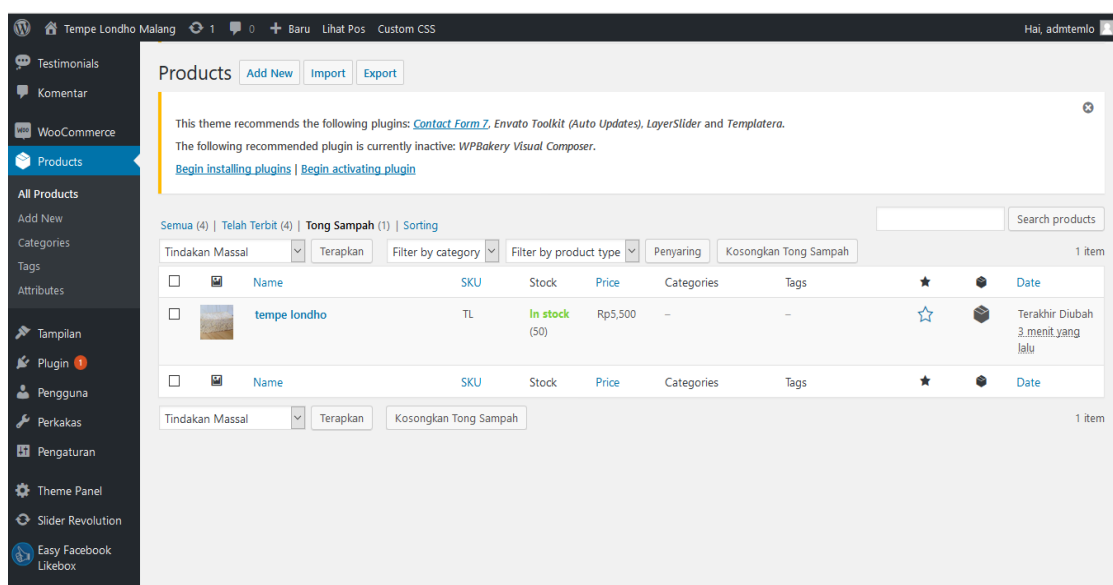 Tempe Londho Malang 1 0 + Baru Lihat Pos Custom CSS Hai, admtemlo
Testimonials
Komentar
WooCommerce
Products
All Products
Add New
Categories
Tags
Attributes
Tampilan
Plugin 1
Pengguna
Perkakas
Pengaturan
Theme Panel
Slider Revolution
Easy Facebook
Likebox
Products Add New Import Export
This theme recommends the following plugins: Contact Form 7, Envato Toolkit (Auto Updates), LayerSlider and Templatera.
The following recommended plugin is currently inactive: WPBakery Visual Composer.
Begin installing plugins | Begin activating plugin
Semua (4) | Telah Terbit (4) | Tong Sampah (1) | Sorting Search products
Tindakan Massal Terapkan Filter by category Filter by product type Penyaring Kosongkan Tong Sampah 1 item
Name SKU Stock Price Categories Tags Date
tempe londho TL In stock Rp5,500 – – Terakhir Diubah
(50) 3 menit yang
lalu
Name SKU Stock Price Categories Tags Date
Tindakan Massal Terapkan Kosongkan Tong Sampah 1 item